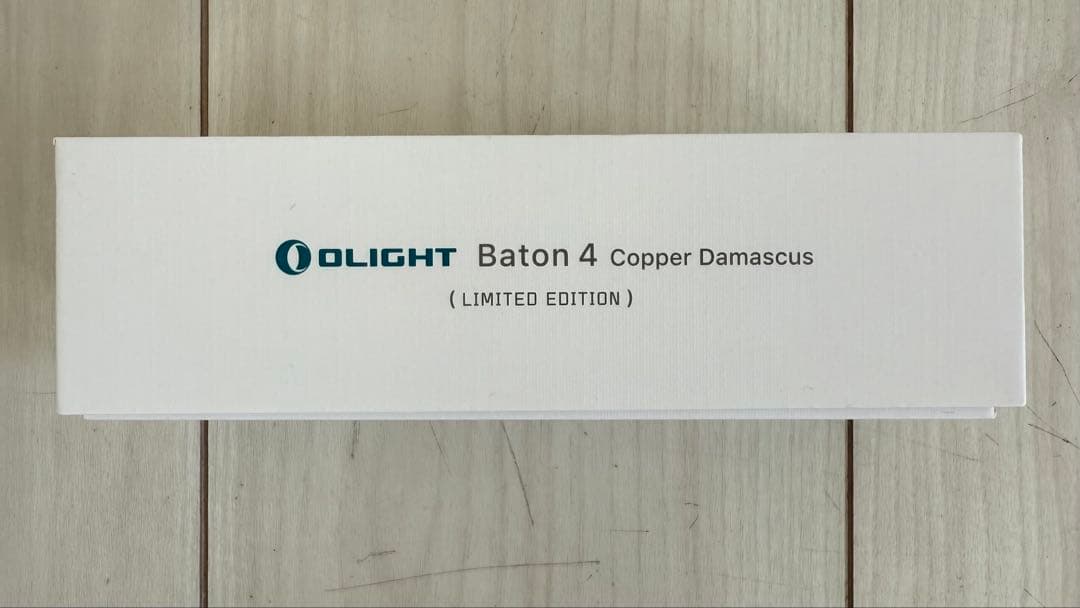 OLIGHT Baton 4 Copper Damascus
( LIMITED EDITION )